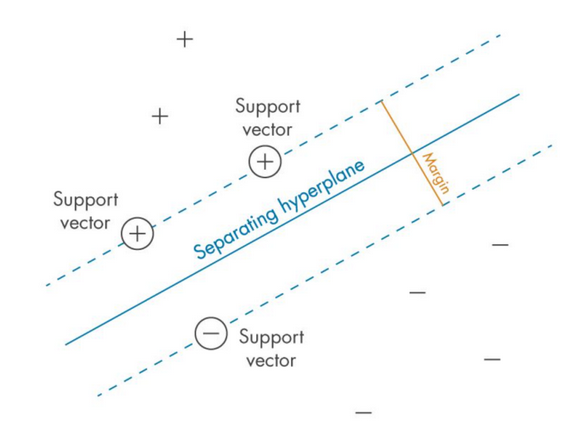 Support
vector
Support
vector
Separating hyperplane
Margin
Support
vector